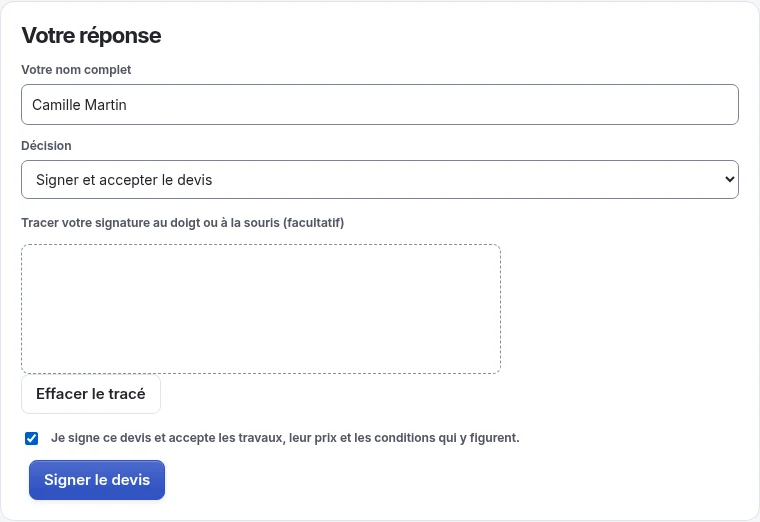 Votre réponse
Votre nom complet
Camille Martin
Décision
Signer et accepter le devis
Tracer votre signature au doigt ou à la souris (facultatif)
Effacer le tracé
Je signe ce devis et accepte les travaux, leur prix et les conditions qui y figurent.
Signer le devis